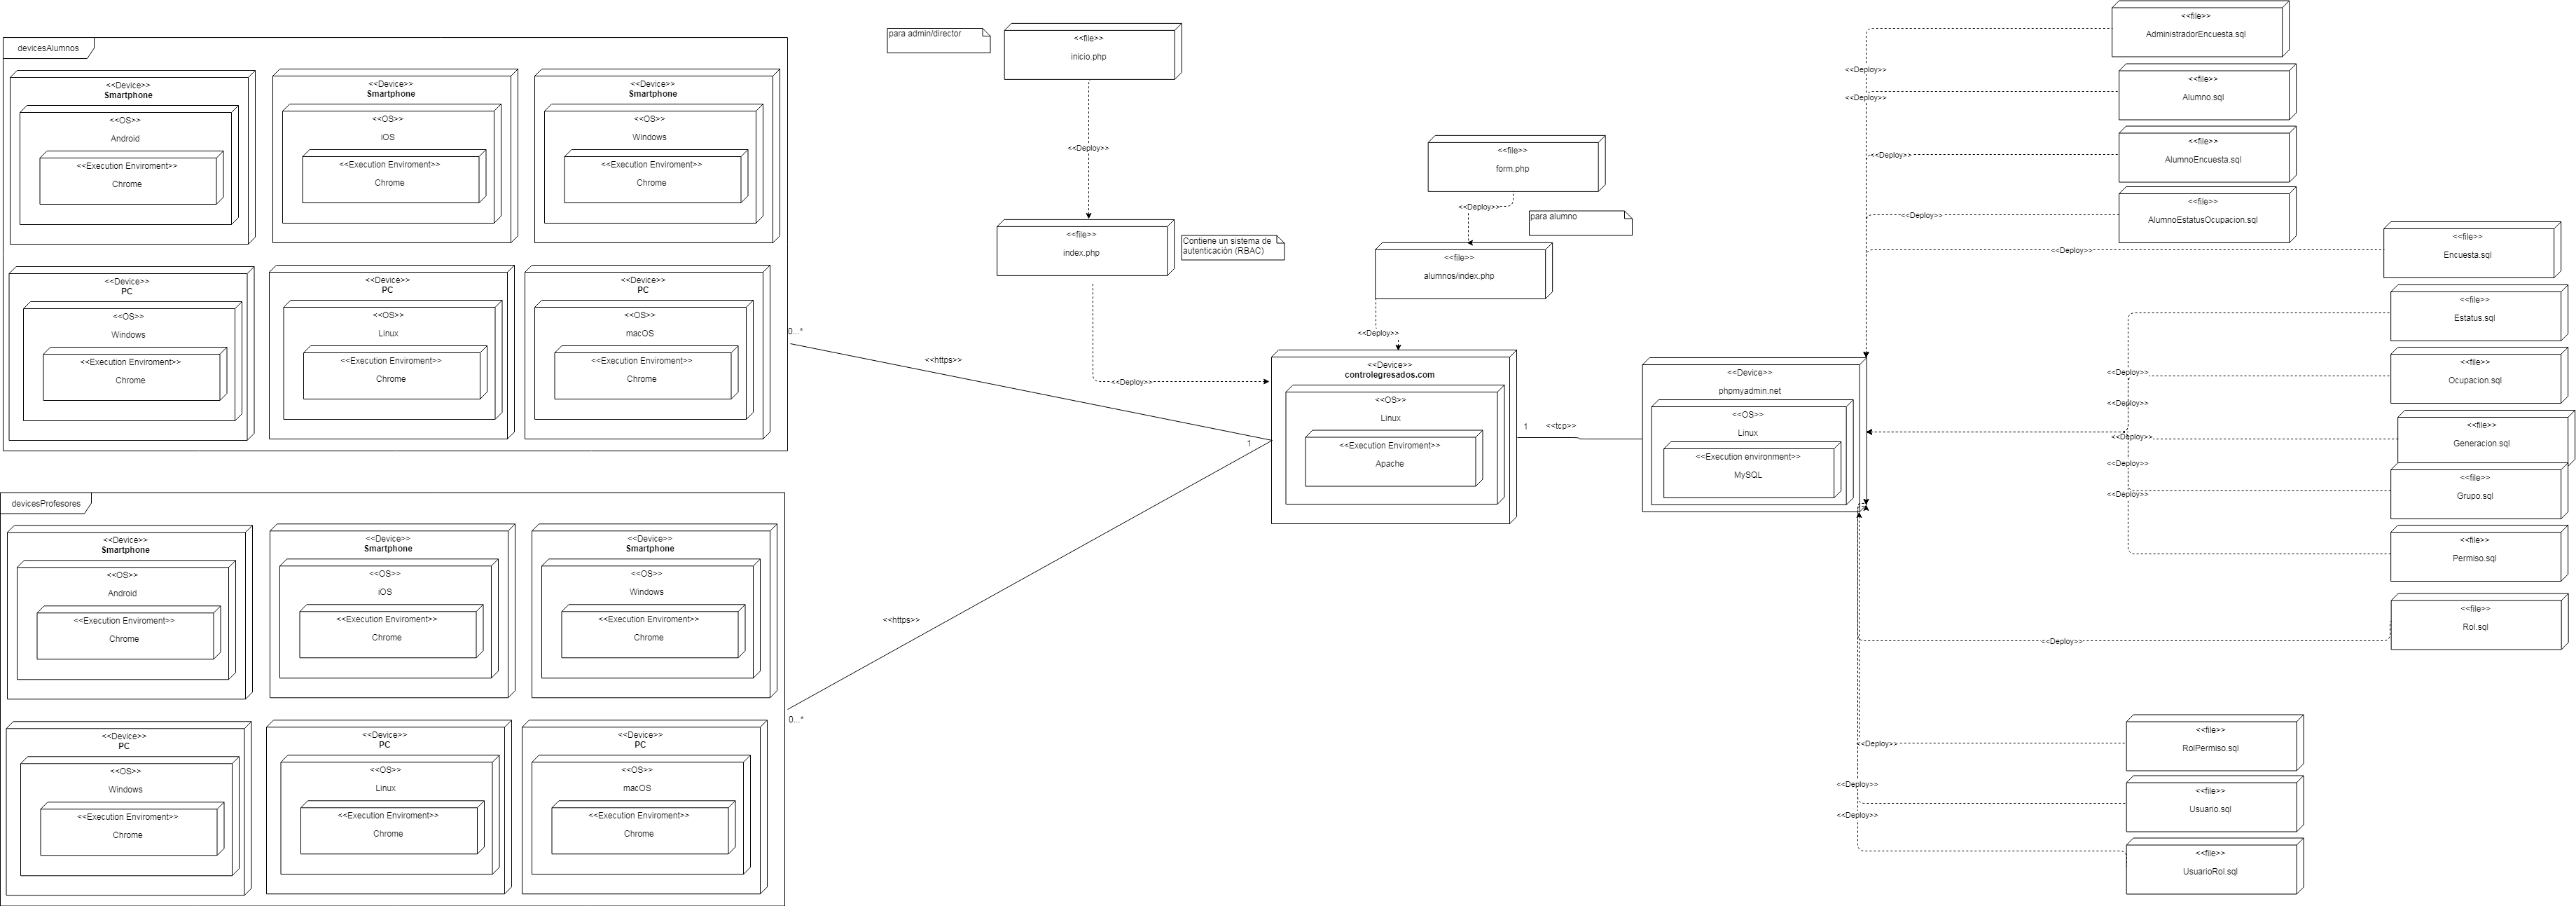 devicesAlumnos
<<Device>>
Smartphone
<<OS>>
Android
<<Execution Enviroment>>
Chrome
<<Device>>
Smartphone
<<OS>>
iOS
<<Execution Enviroment>>
Chrome
<<Device>>
Smartphone
<<OS>>
Windows
<<Execution Enviroment>>
Chrome
<<Device>>
PC
<<OS>>
Windows
<<Execution Enviroment>>
Chrome
<<Device>>
PC
<<OS>>
Linux
<<Execution Enviroment>>
Chrome
<<Device>>
PC
<<OS>>
macOS
<<Execution Enviroment>>
Chrome
0...*
<<https>>
1
devicesProfesores
<<Device>>
Smartphone
<<OS>>
Android
<<Execution Enviroment>>
Chrome
<<Device>>
Smartphone
<<OS>>
iOS
<<Execution Enviroment>>
Chrome
<<Device>>
Smartphone
<<OS>>
Windows
<<Execution Enviroment>>
Chrome
<<Device>>
PC
<<OS>>
Windows
<<Execution Enviroment>>
Chrome
<<Device>>
PC
<<OS>>
Linux
<<Execution Enviroment>>
Chrome
<<Device>>
PC
<<OS>>
macOS
<<Execution Enviroment>>
Chrome
0...*
<<https>>
para admin/director
<<file>>
inicio.php
<<Deploy>>
<<file>>
index.php
Contiene un sistema de
autenticación (RBAC)
<<Deploy>>
<<file>>
form.php
<<Deploy>>
para alumno
<<file>>
alumnos/index.php
<<Deploy>>
<<Device>>
controlegresados.com
<<OS>>
Linux
<<Execution Enviroment>>
Apache
1
<<tcp>>
<<Device>>
phpmyadmin.net
<<OS>>
Linux
<<Execution environment>>
MySQL
<<file>>
AdministradorEncuesta.sql
<<Deploy>>
<<file>>
Alumno.sql
<<Deploy>>
<<file>>
AlumnoEncuesta.sql
<<Deploy>>
<<file>>
AlumnoEstatusOcupacion.sql
<<Deploy>>
<<file>>
Encuesta.sql
<<Deploy>>
<<file>>
Estatus.sql
<<Deploy>>
<<file>>
Ocupacion.sql
<<Deploy>>
<<file>>
Generacion.sql
<<Deploy>>
<<file>>
Grupo.sql
<<Deploy>>
<<file>>
Permiso.sql
<<Deploy>>
<<file>>
Rol.sql
<<Deploy>>
<<file>>
RolPermiso.sql
<<Deploy>>
<<file>>
Usuario.sql
<<Deploy>>
<<file>>
UsuarioRol.sql
<<Deploy>>